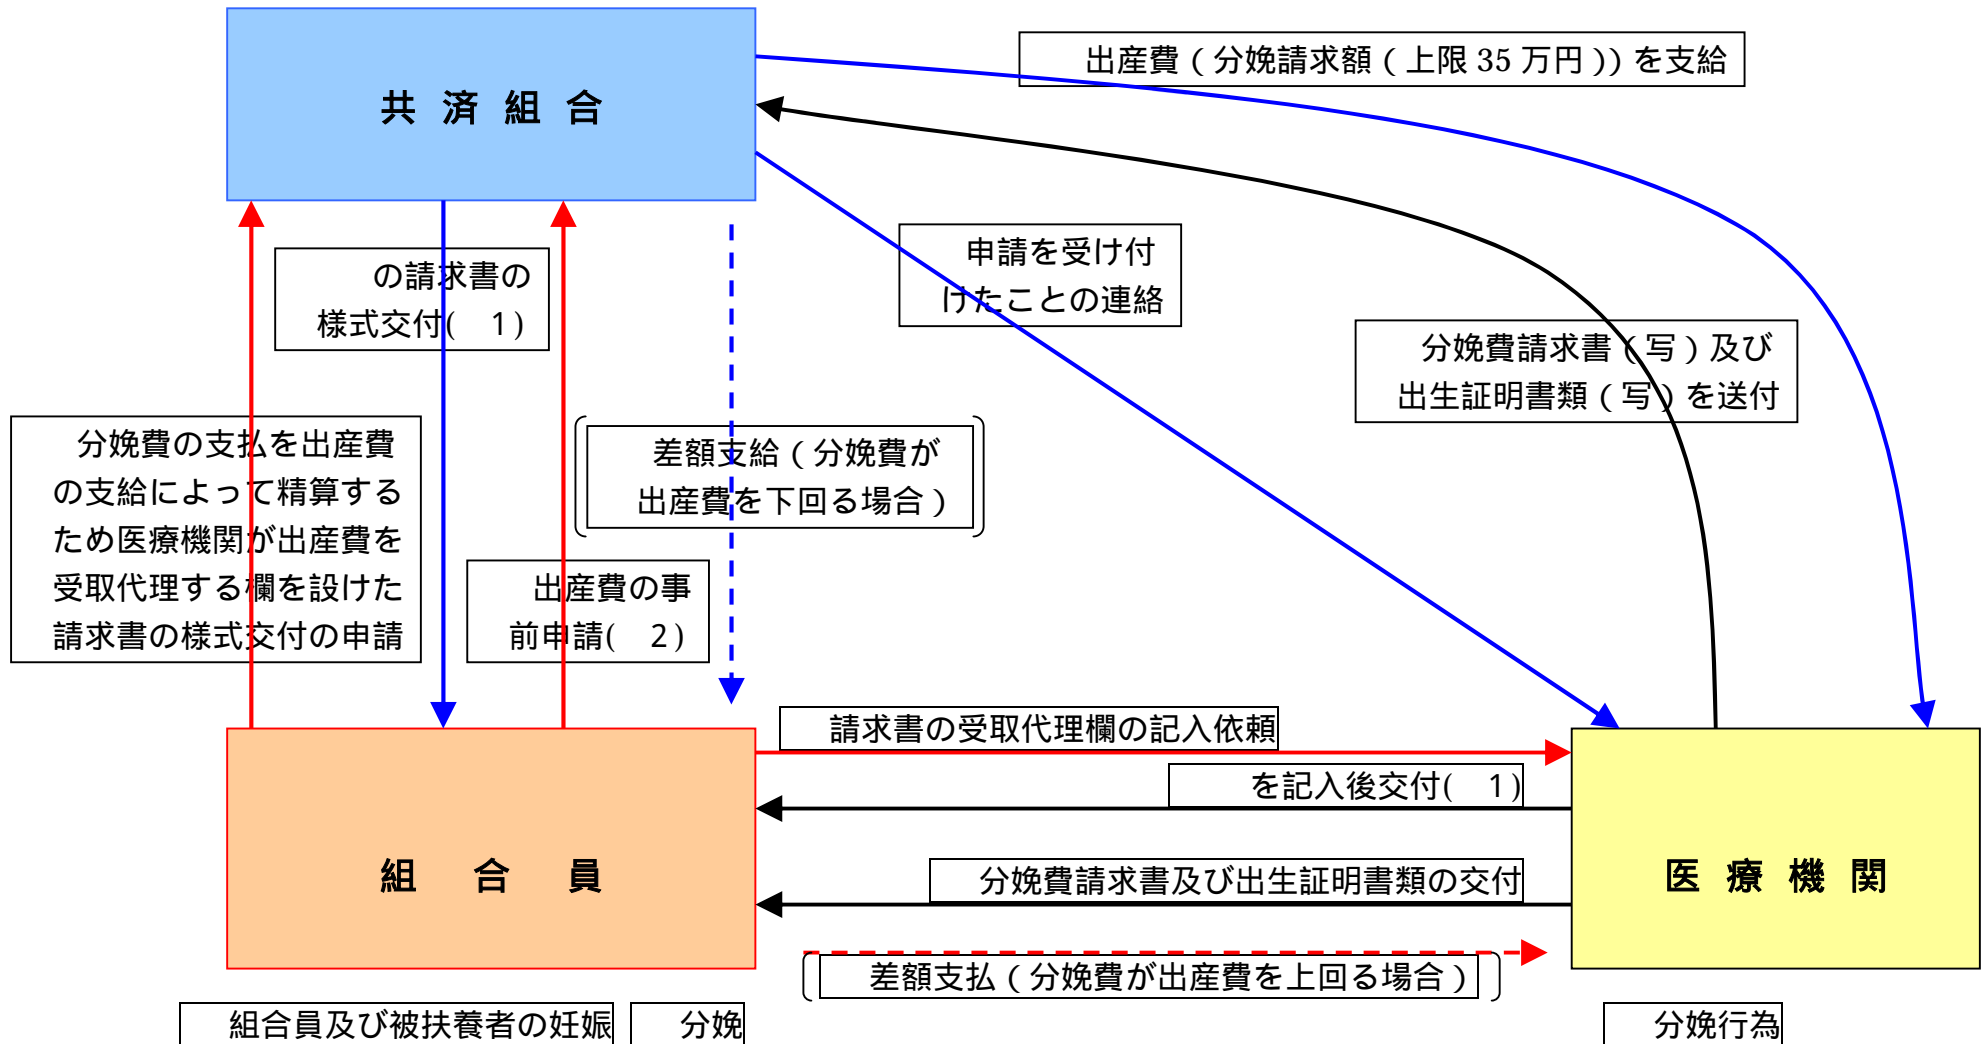 出産費(分娩請求額(上限35万円))を支給
共済組合
の請求書の
様式交付( 1)
申請を受け付
けたことの連絡
分娩費請求書(写)及び
出生証明書類(写)を送付
分娩費の支払を出産費
の支給によって精算する
ため医療機関が出産費を
受取代理する欄を設けた
請求書の様式交付の申請
差額支給(分娩費が
出産費を下回る場合)
出産費の事
前申請( 2)
請求書の受取代理欄の記入依頼
を記入後交付( 1)
組合員
分娩費請求書及び出生証明書類の交付
医療機関
差額支払(分娩費が出産費を上回る場合)
組合員及び被扶養者の妊娠
分娩
分娩行為